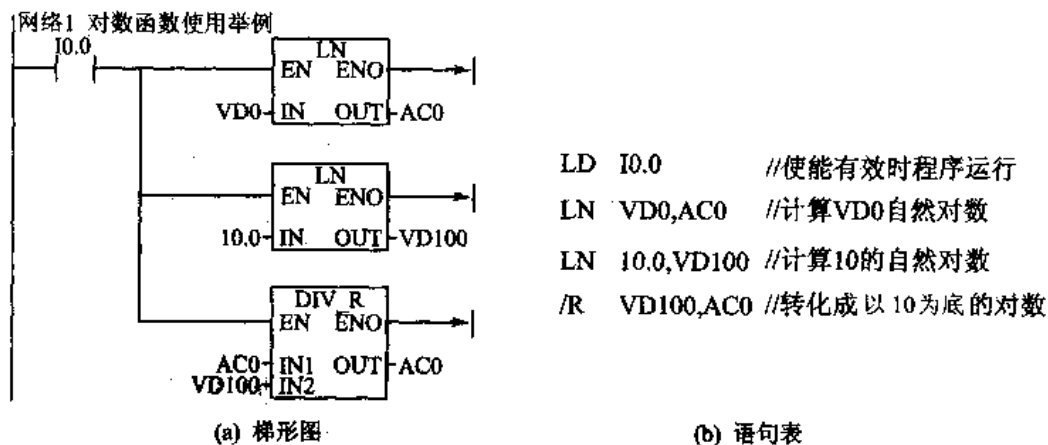 网络1 对数函数使用举例
I0.0
LN
EN ENO
VD0 IN OUT AC0
LN
EN ENO
10.0 IN OUT VD100
DIV_R
EN ENO
AC0 IN1 OUT AC0
VD100 IN2
(a) 梯形图
LD I0.0 //使能有效时程序运行
LN VD0,AC0 //计算VD0自然对数
LN 10.0,VD100 //计算10的自然对数
/R VD100,AC0 //转化成以10为底的对数
(b) 语句表